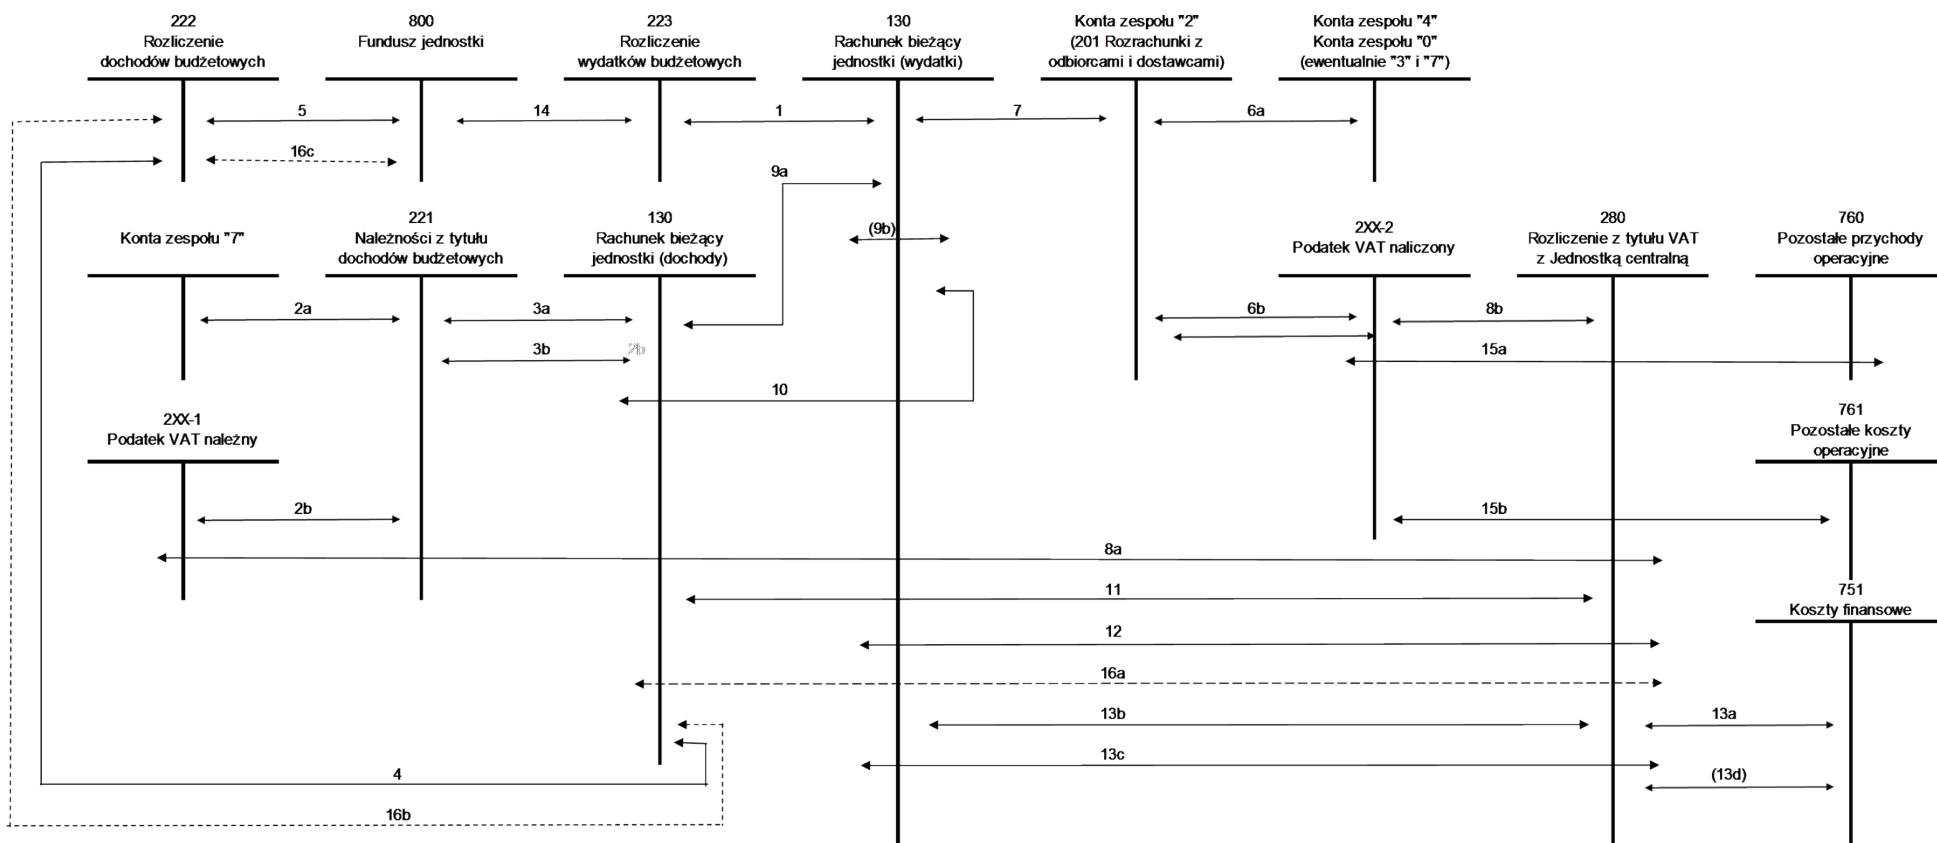 222
Rozliczenie
dochodów budżetowych
800
Fundusz jednostki
223
Rozliczenie
wydatków budżetowych
130
Rachunek bieżący
jednostki (wydatki)
Konta zespołu "2"
(201 Rozrachunki z
odbiorcami i dostawcami)
Konta zespołu "4"
Konta zespołu "0"
(ewentualnie "3" i "7")
5
14
1
7
6a
16c
9a
(9b)
Konta zespołu "7"
221
Należności z tytułu
dochodów budżetowych
130
Rachunek bieżący
jednostki (dochody)
2XX-2
Podatek VAT naliczony
280
Rozliczenie z tytułu VAT
z Jednostką centralną
760
Pozostałe przychody
operacyjne
2a
3a
6b
8b
3b
15a
10
2XX-1
Podatek VAT należny
761
Pozostałe koszty
operacyjne
2b
15b
8a
11
751
Koszty finansowe
12
16a
13b
13a
13c
4
(13d)
16b